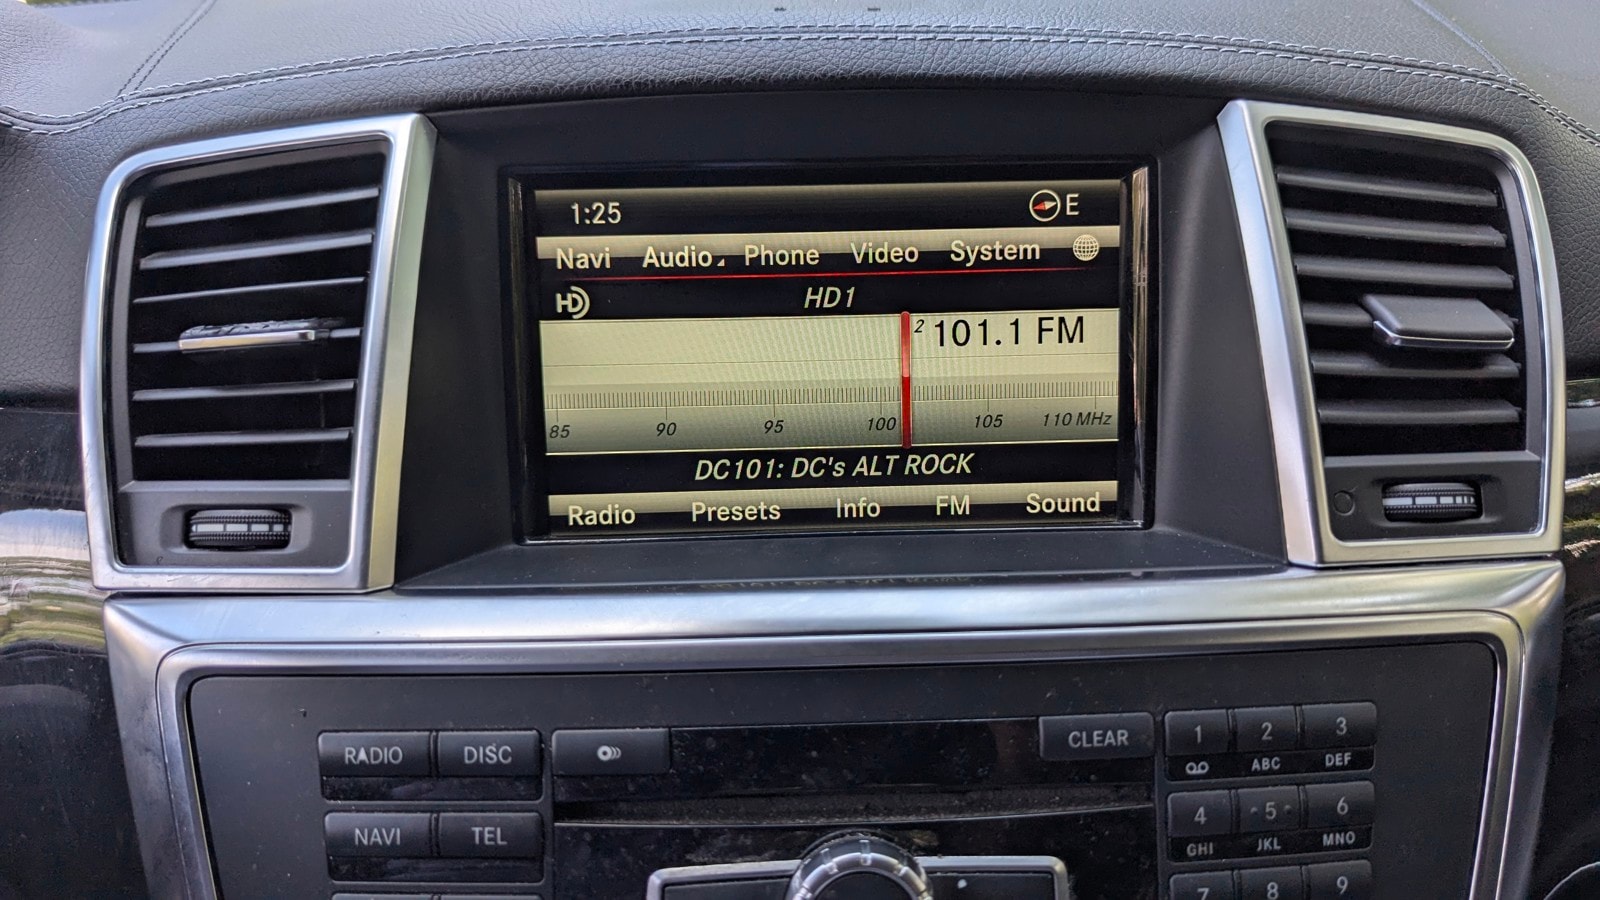 1:25 E
Navi Audio Phone Video System
HD HD1
2 101.1 FM
85 90 95 100 105 110 MHz
DC101: DC's ALT ROCK
Radio Presets Info FM Sound
RADIO DISC CLEAR 1 2 3
ABC DEF
NAVI TEL 4 5 6
GHI JKL MNO
7 8 9